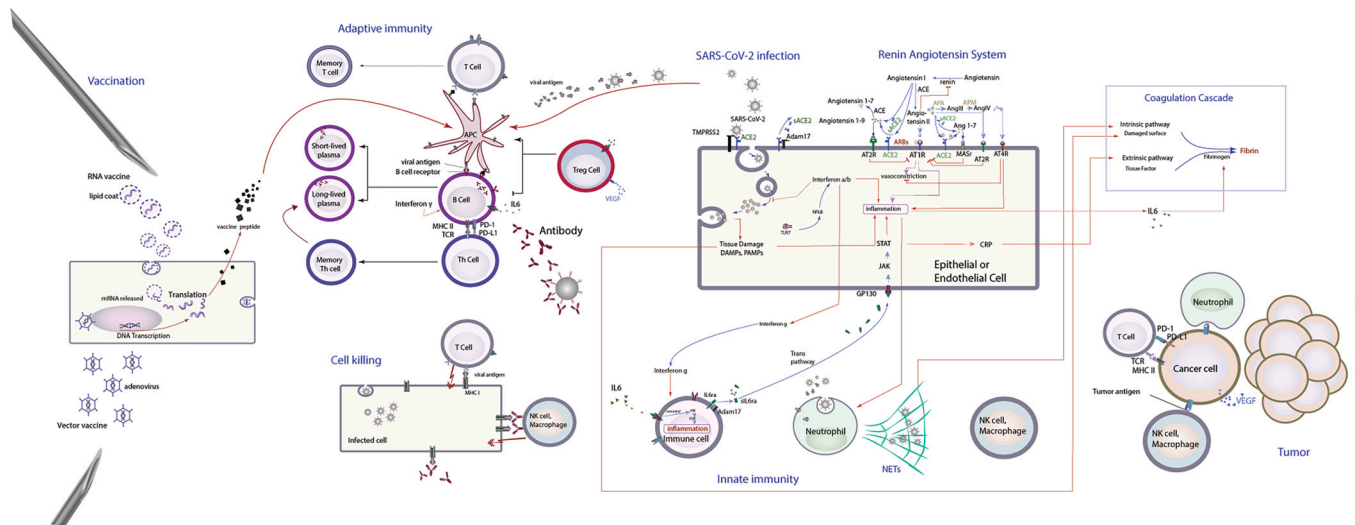 Vaccination
RNA vaccine
lipid coat
vaccine peptide
mRNA released
Translation
DNA Transcription
adenovirus
Vector vaccine
Adaptive immunity
Memory
T cell
T Cell
APC
Short-lived
plasma
Long-lived
plasma
Memory
Th cell
viral antigen
B cell receptor
B Cell
Interferon γ
MHC II
TCR
PD-1
PD-L1
Th Cell
IL6
Treg Cell
VEGF
Antibody
viral antigen
Cell killing
T Cell
viral antigen
MHC I
NK cell,
Macrophage
Infected cell
SARS-CoV-2 infection
SARS-CoV-2
TMPRSS2
ACE2
sACE2
Adam17
Renin Angiotensin System
Angiotensin I
renin
Angiotensin
ACE
Angiotensin 1-7
ACE
Angiotensin 1-9
sACE2
Angio-
tensin II
APA
AngIII
APM
AngIV
sACE2
Ang 1-7
ARBs
AT2R
ACE2
AT1R
ACE2
MASr
AT2R
AT4R
vasoconstriction
Interferon a/b
inflammation
TLR7
Tissue Damage
DAMPs, PAMPs
STAT
CRP
JAK
GP130
Epithelial or
Endothelial Cell
Interferon g
Interferon g
Trans
pathway
IL6
IL6ra
sIL6ra
Adam17
inflammation
Immune cell
Neutrophil
NETs
Innate immunity
NK cell,
Macrophage
Coagulation Cascade
Intrinsic pathway
Damaged surface
Extrinsic pathway
Tissue Factor
Fibrinogen
Fibrin
IL6
Neutrophil
T Cell
PD-1
PD-L1
TCR
MHC II
Cancer cell
VEGF
Tumor antigen
NK cell,
Macrophage
Tumor